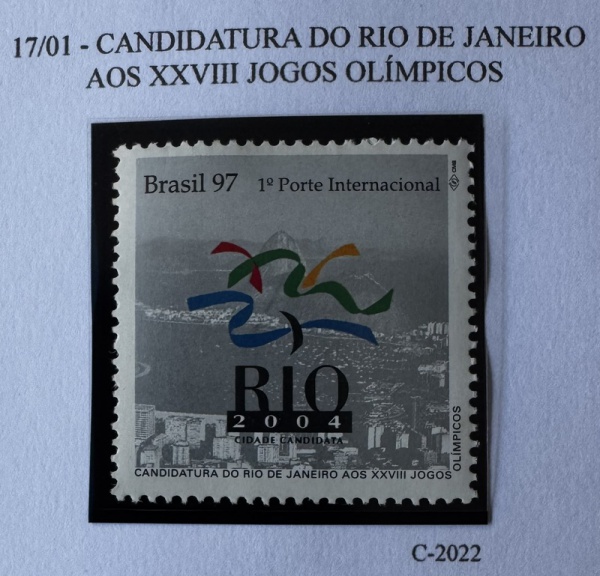 17/01 - CANDIDATURA DO RIO DE JANEIRO
AOS XXVIII JOGOS OLÍMPICOS
Brasil 97
1º Porte Internacional
RIO
2004
CIDADE CANDIDATA
CANDIDATURA DO RIO DE JANEIRO AOS XXVIII JOGOS
OLÍMPICOS
C-2022